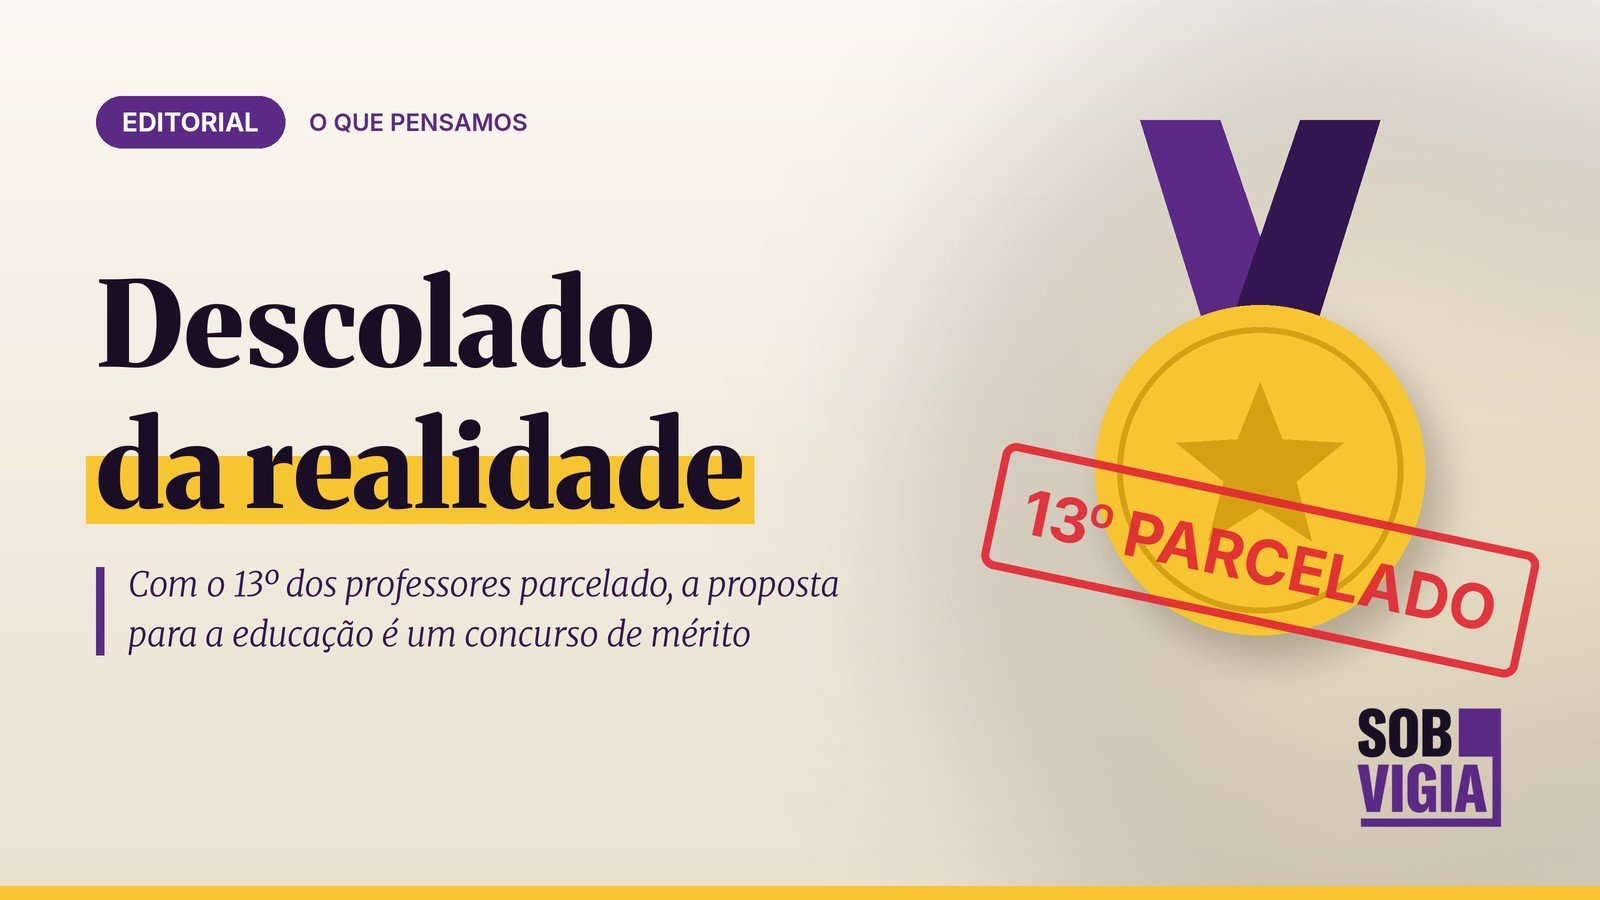 EDITORIAL O QUE PENSAMOS
Descolado
da realidade
Com o 13º dos professores parcelado, a proposta
para a educação é um concurso de mérito
13º PARCELADO
SOB
VIGIA